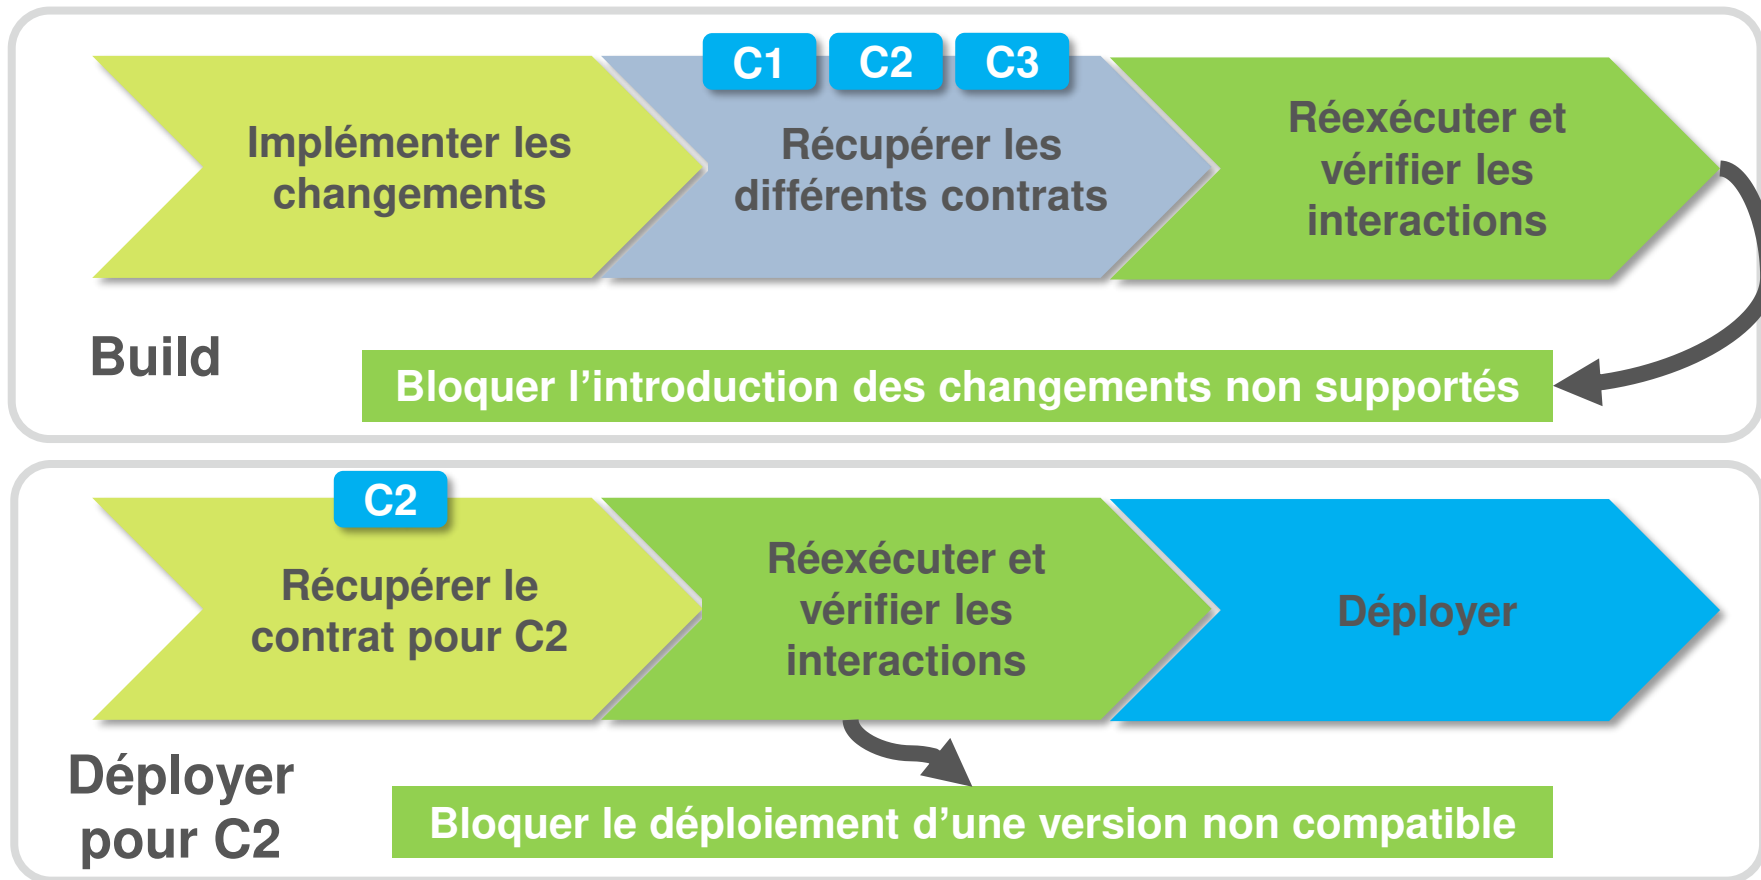 C1 C2 C3
Implémenter les
changements
Récupérer les
différents contrats
Réexécuter et
vérifier les
interactions
Build
Bloquer l’introduction des changements non supportés
C2
Récupérer le
contrat pour C2
Réexécuter et
vérifier les
interactions
Déployer
Déployer
pour C2
Bloquer le déploiement d’une version non compatible